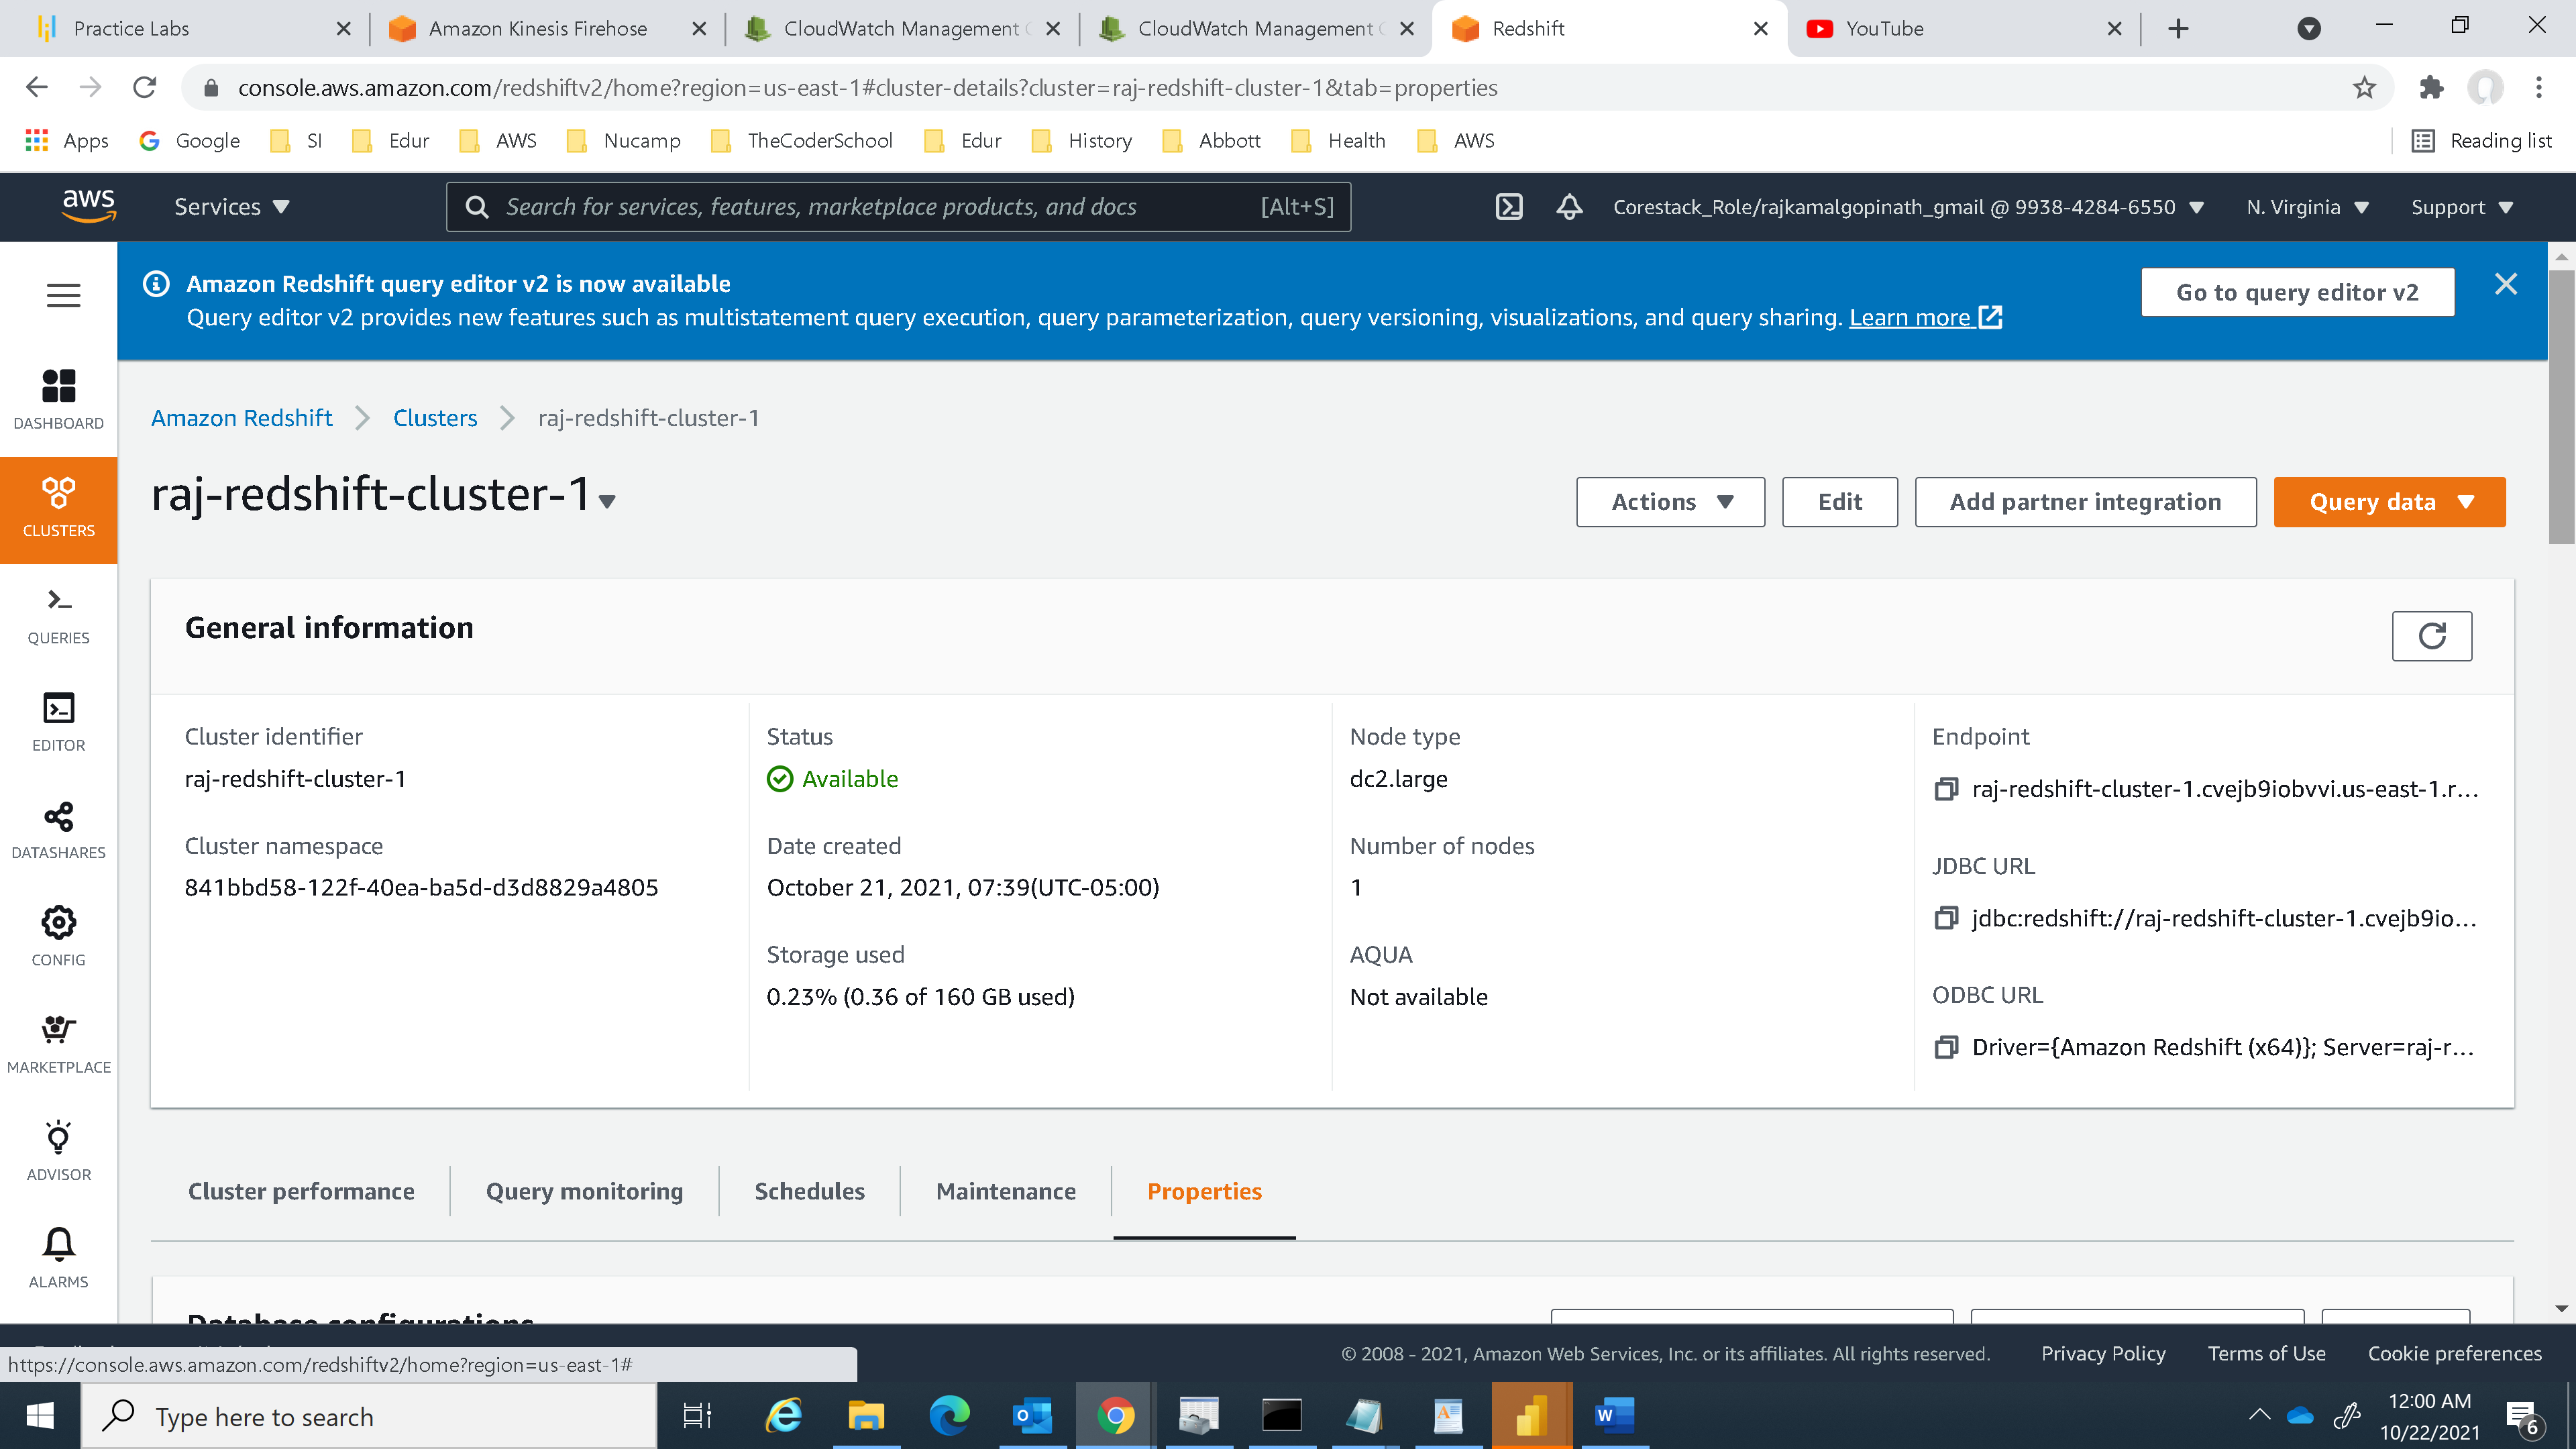 Practice Labs
Amazon Kinesis Firehose
CloudWatch Management
CloudWatch Management
Redshift
YouTube
console.aws.amazon.com/redshiftv2/home?region=us-east-1#cluster-details?cluster=raj-redshift-cluster-1&tab=properties
Apps Google SI Edur AWS Nucamp TheCoderSchool Edur History Abbott Health AWS Reading list
aws Services Search for services, features, marketplace products, and docs [Alt+S] Corestack_Role/rajkamalgopinath_gmail @ 9938-4284-6550 N. Virginia Support
Amazon Redshift query editor v2 is now available
Query editor v2 provides new features such as multistatement query execution, query parameterization, query versioning, visualizations, and query sharing. Learn more
Go to query editor v2
DASHBOARD
CLUSTERS
QUERIES
EDITOR
DATASHARES
CONFIG
MARKETPLACE
ADVISOR
ALARMS
Amazon Redshift Clusters raj-redshift-cluster-1
raj-redshift-cluster-1
Actions Edit Add partner integration Query data
General information
Cluster identifier
raj-redshift-cluster-1
Cluster namespace
841bbd58-122f-40ea-ba5d-d3d8829a4805
Status
Available
Date created
October 21, 2021, 07:39(UTC-05:00)
Storage used
0.23% (0.36 of 160 GB used)
Node type
dc2.large
Number of nodes
1
AQUA
Not available
Endpoint
raj-redshift-cluster-1.cvejb9iobvvi.us-east-1.r...
JDBC URL
jdbc:redshift://raj-redshift-cluster-1.cvejb9io...
ODBC URL
Driver={Amazon Redshift (x64)}; Server=raj-r...
Cluster performance Query monitoring Schedules Maintenance Properties
Database configurations
© 2008 - 2021, Amazon Web Services, Inc. or its affiliates. All rights reserved. Privacy Policy Terms of Use Cookie preferences
https://console.aws.amazon.com/redshiftv2/home?region=us-east-1#
Type here to search
12:00 AM
10/22/2021
6